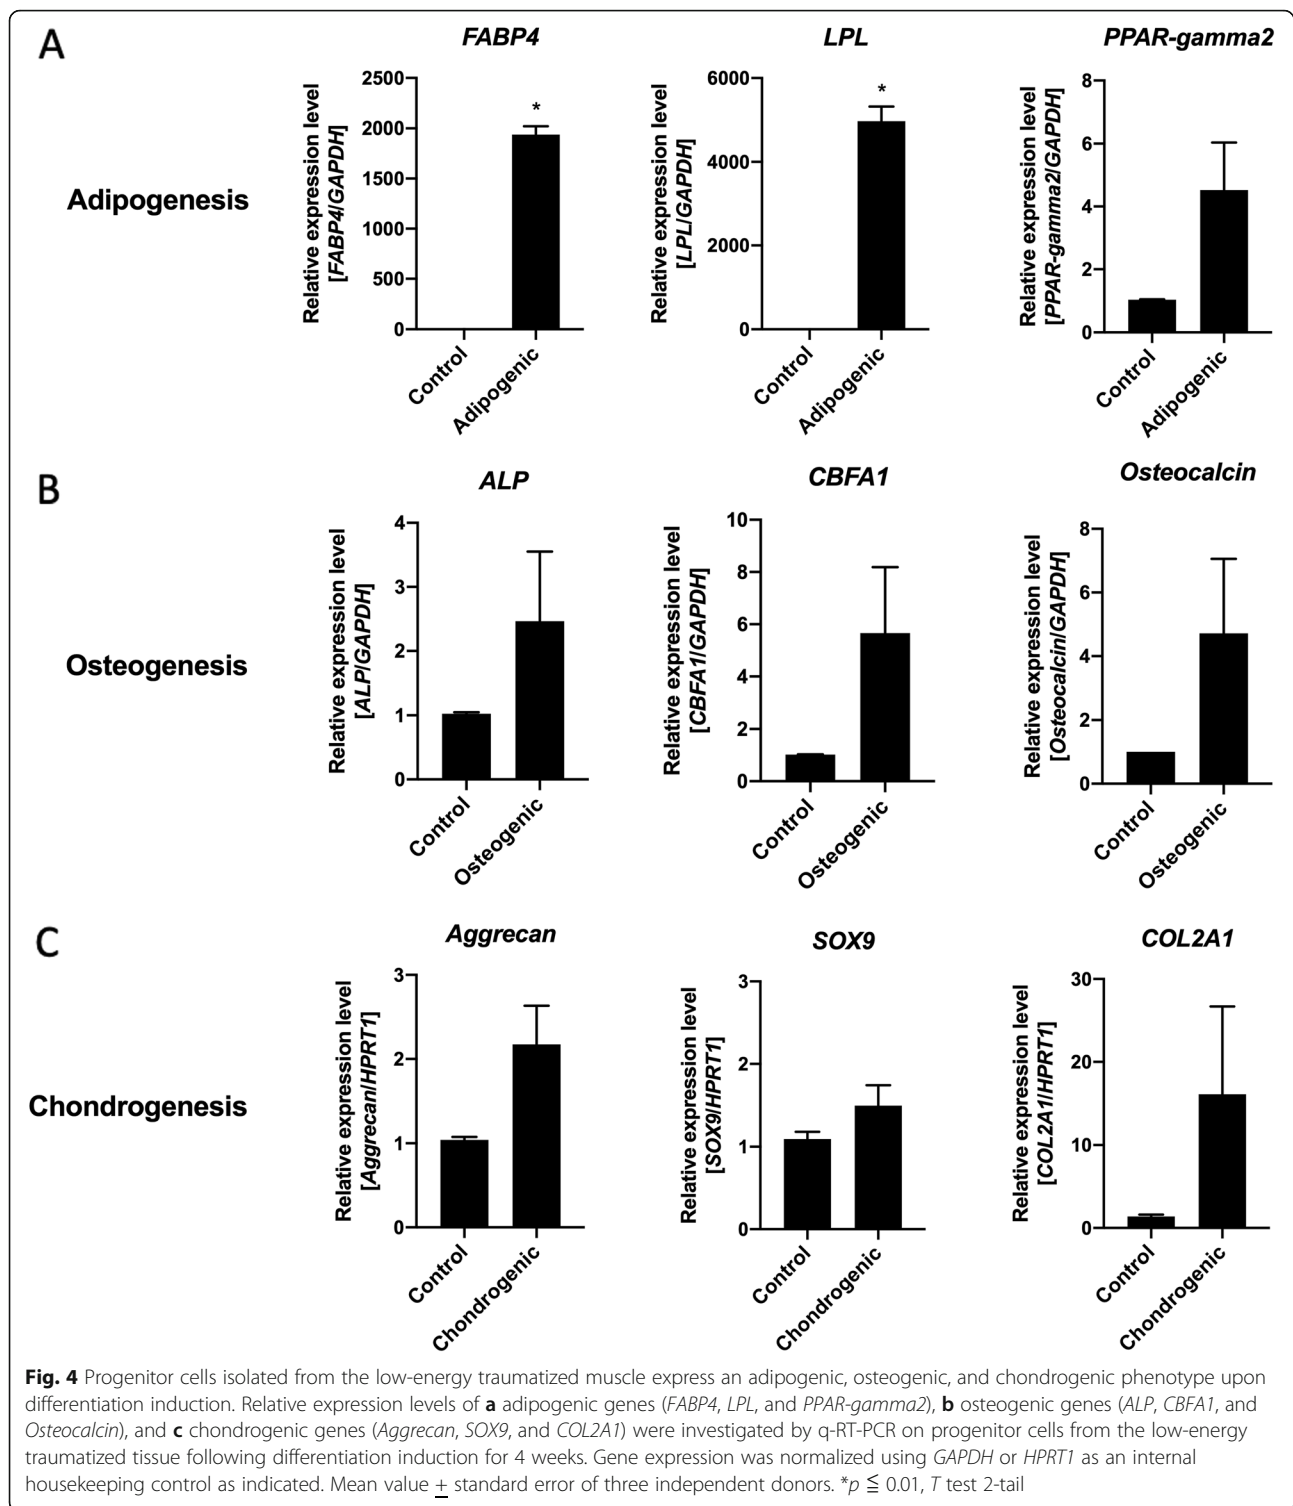 A
FABP4
LPL
PPAR-gamma2
Adipogenesis
Relative expression level
[FABP4/GAPDH]
2500
2000
1500
1000
500
0
*
Control
Adipogenic
Relative expression level
[LPL/GAPDH]
6000
4000
2000
0
*
Control
Adipogenic
Relative expression level
[PPAR-gamma2/GAPDH]
8
6
4
2
0
Control
Adipogenic
B
ALP
CBFA1
Osteocalcin
Osteogenesis
Relative expression level
[ALP/GAPDH]
4
3
2
1
0
Control
Osteogenic
Relative expression level
[CBFA1/GAPDH]
10
8
6
4
2
0
Control
Osteogenic
Relative expression level
[Osteocalcin/GAPDH]
8
6
4
2
0
Control
Osteogenic
C
Aggrecan
SOX9
COL2A1
Chondrogenesis
Relative expression level
[Aggrecan/HPRT1]
3
2
1
0
Control
Chondrogenic
Relative expression level
[SOX9/HPRT1]
3
2
1
0
Control
Chondrogenic
Relative expression level
[COL2A1/HPRT1]
30
20
10
0
Control
Chondrogenic
Fig. 4 Progenitor cells isolated from the low-energy traumatized muscle express an adipogenic, osteogenic, and chondrogenic phenotype upon
differentiation induction. Relative expression levels of a adipogenic genes (FABP4, LPL, and PPAR-gamma2), b osteogenic genes (ALP, CBFA1, and
Osteocalcin), and c chondrogenic genes (Aggrecan, SOX9, and COL2A1) were investigated by q-RT-PCR on progenitor cells from the low-energy
traumatized tissue following differentiation induction for 4 weeks. Gene expression was normalized using GAPDH or HPRT1 as an internal
housekeeping control as indicated. Mean value + standard error of three independent donors. *p ≦ 0.01, T test 2-tail